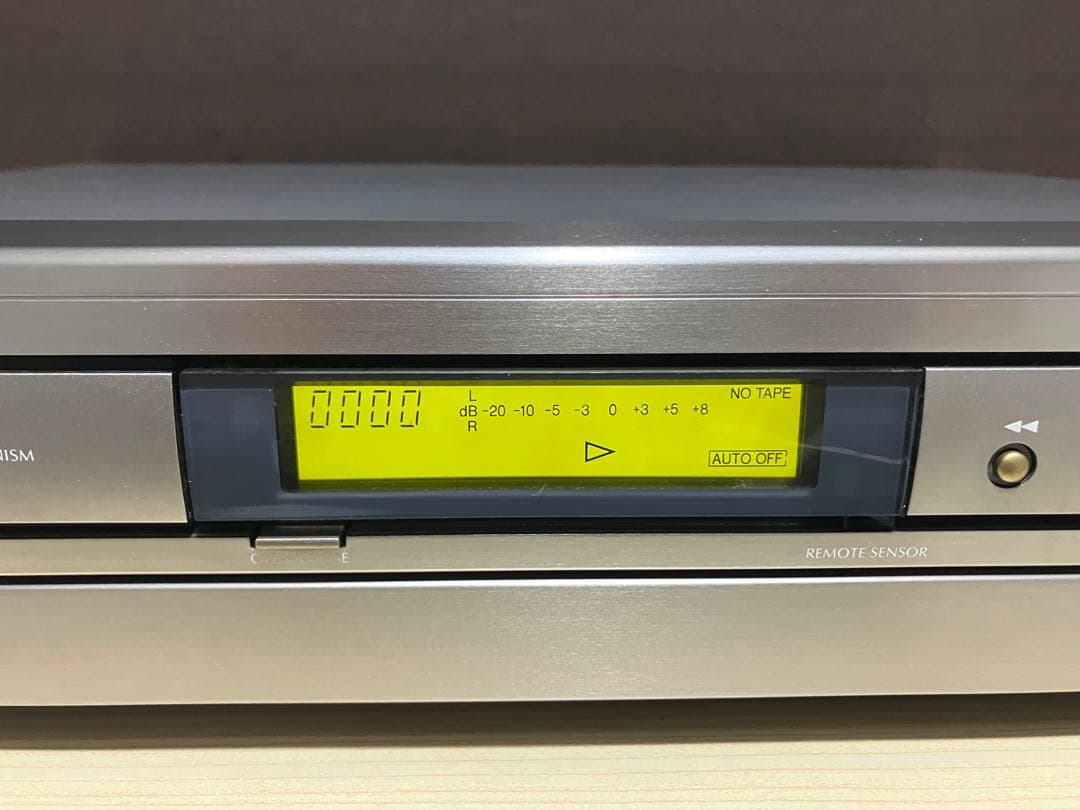 0000
L
dB -20 -10 -5 -3 0 +3 +5 +8
R
NO TAPE
AUTO OFF
REMOTE SENSOR